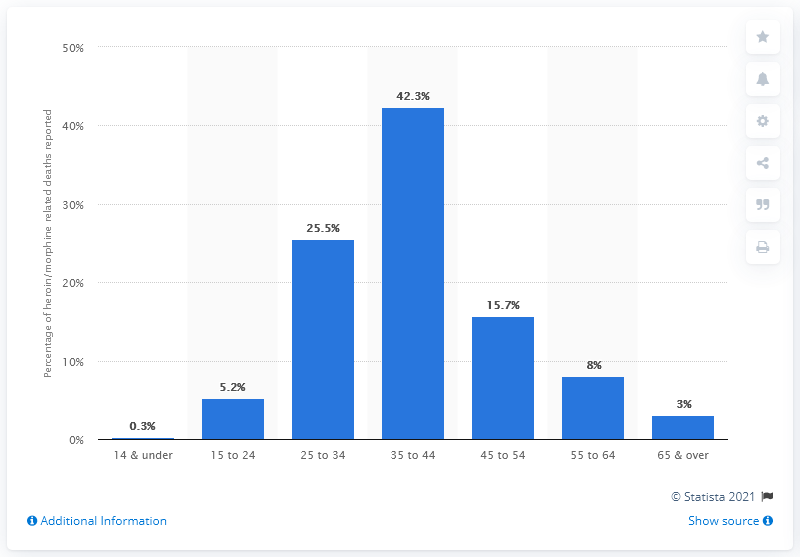 50%
40%
30%
20%
10%
0%
Percentage of heroin/morphine related deaths reported
0.3%
5.2%
25.5%
42.3%
15.7%
8%
3%
14 & under
15 to 24
25 to 34
35 to 44
45 to 54
55 to 64
65 & over
© Statista 2021
Additional Information
Show source